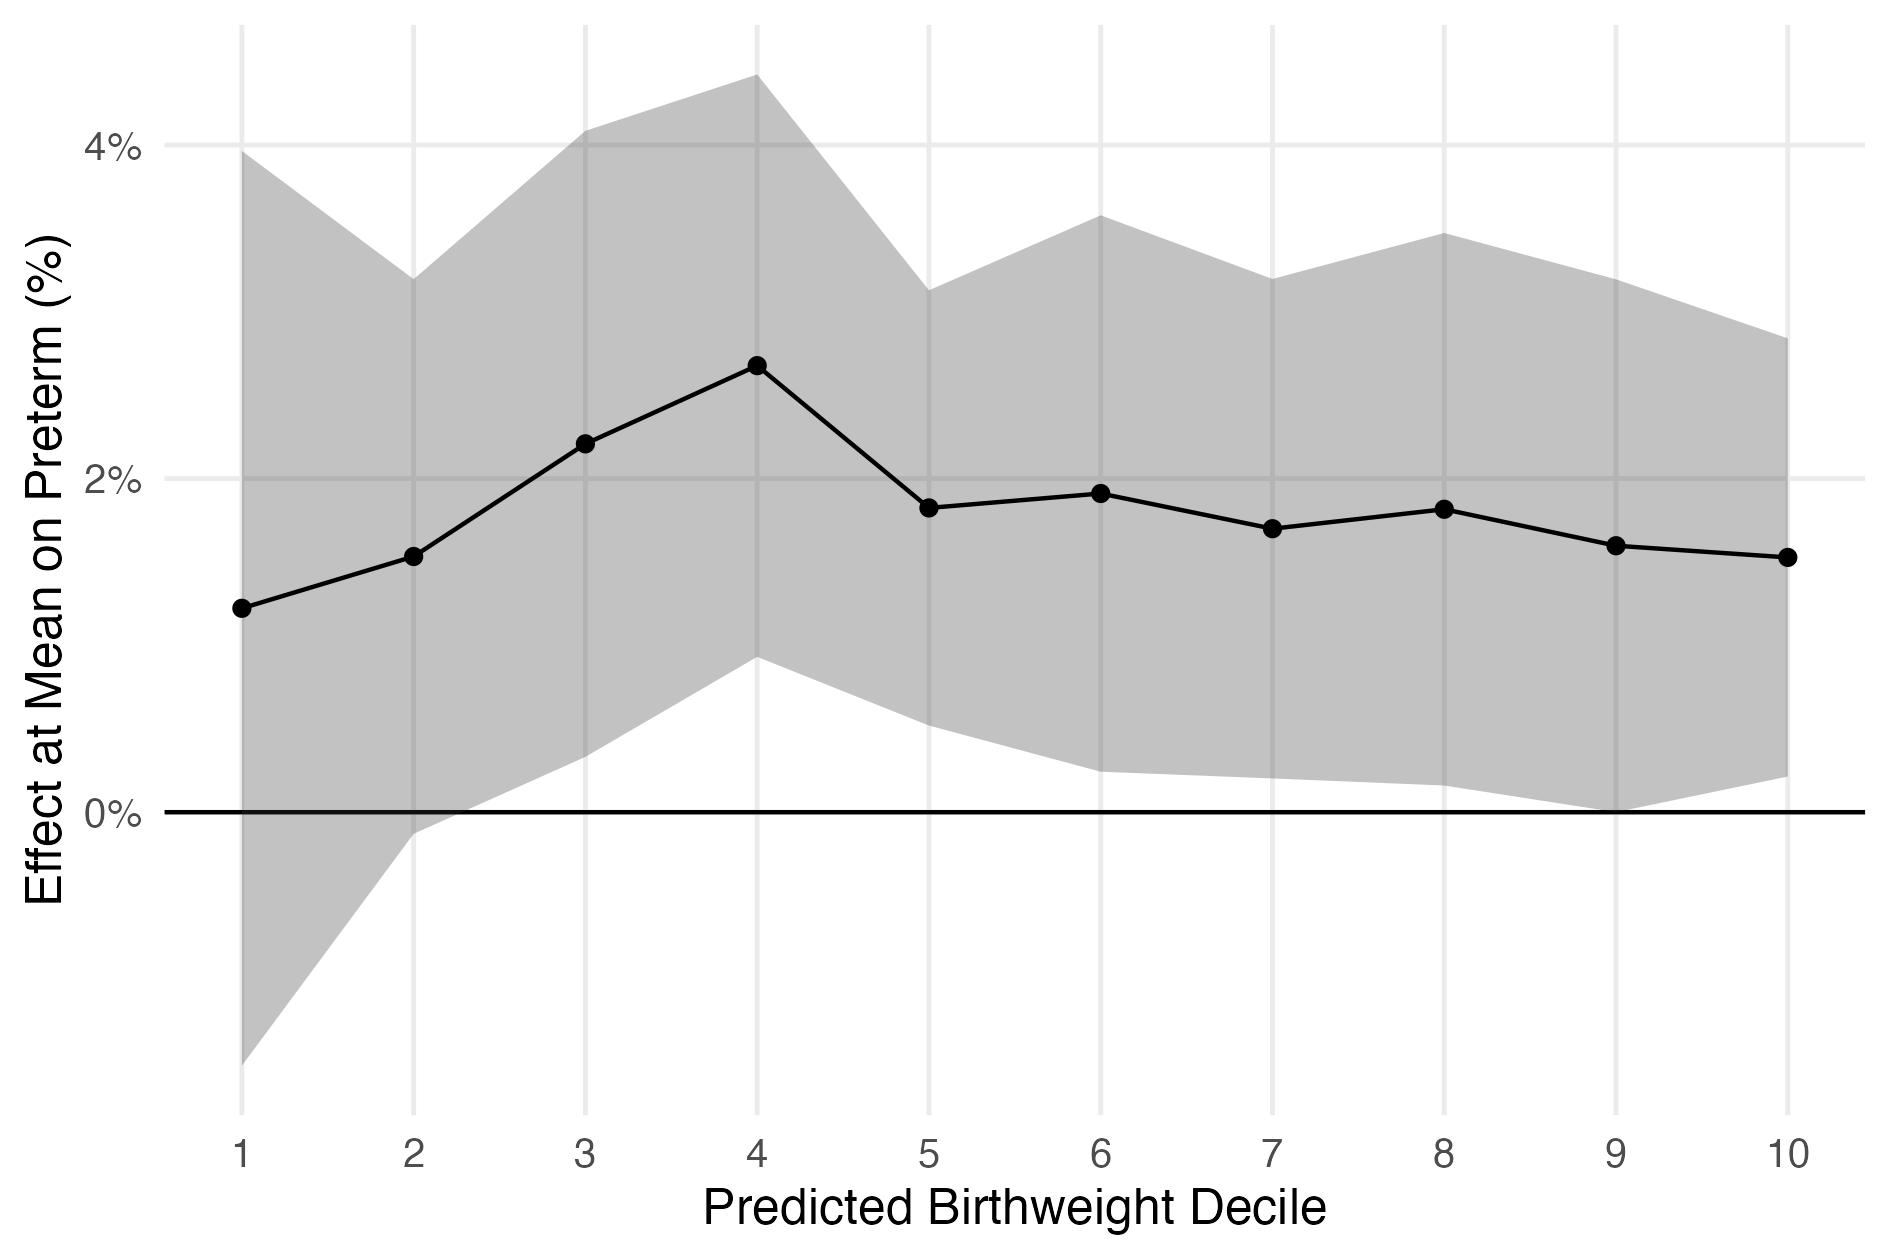 Effect at Mean on Preterm (%)
4%
2%
0%
1 2 3 4 5 6 7 8 9 10
Predicted Birthweight Decile